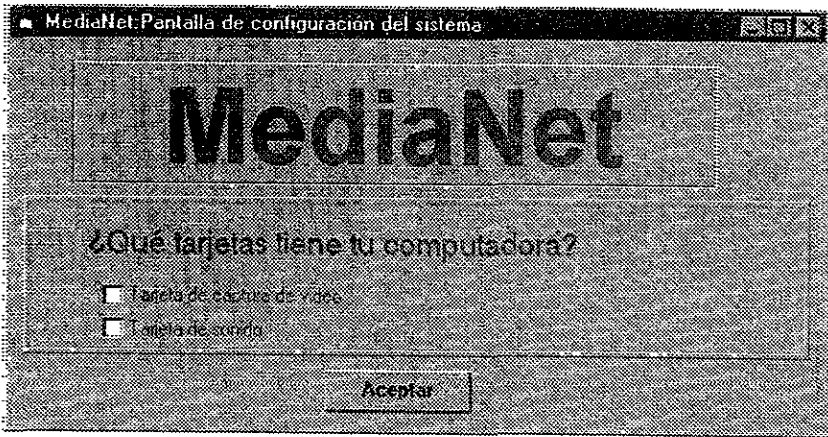 MediaNet:Pantalla de configuración del sistema
MediaNet
¿Qué tarjetas tiene tu computadora?
Tarjeta de captura de video
Tarjeta de sonido
Aceptar